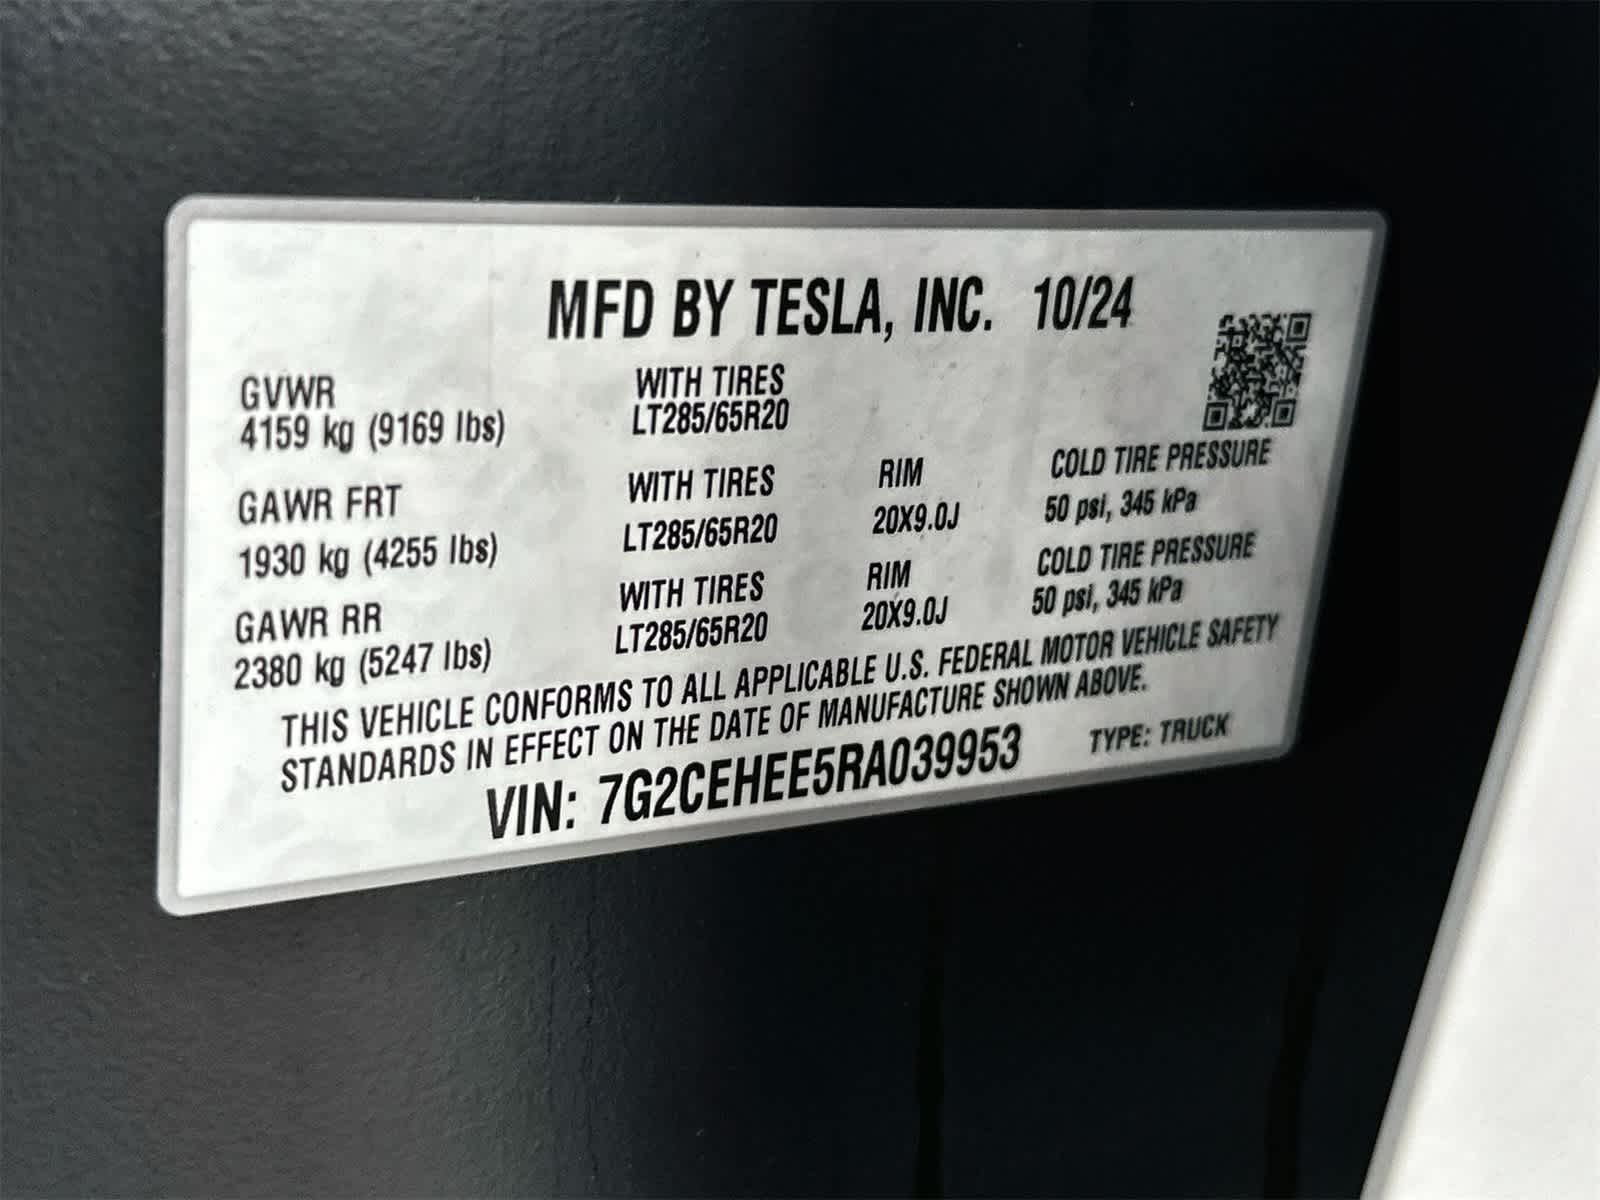 MFD BY TESLA, INC. 10/24
GVWR WITH TIRES
4159 kg (9169 lbs) LT285/65R20
GAWR FRT WITH TIRES RIM COLD TIRE PRESSURE
1930 kg (4255 lbs) LT285/65R20 20X9.0J 50 psi, 345 kPa
GAWR RR WITH TIRES RIM COLD TIRE PRESSURE
2380 kg (5247 lbs) LT285/65R20 20X9.0J 50 psi, 345 kPa
THIS VEHICLE CONFORMS TO ALL APPLICABLE U.S. FEDERAL MOTOR VEHICLE SAFETY
STANDARDS IN EFFECT ON THE DATE OF MANUFACTURE SHOWN ABOVE.
VIN: 7G2CEHEE5RA039953 TYPE: TRUCK